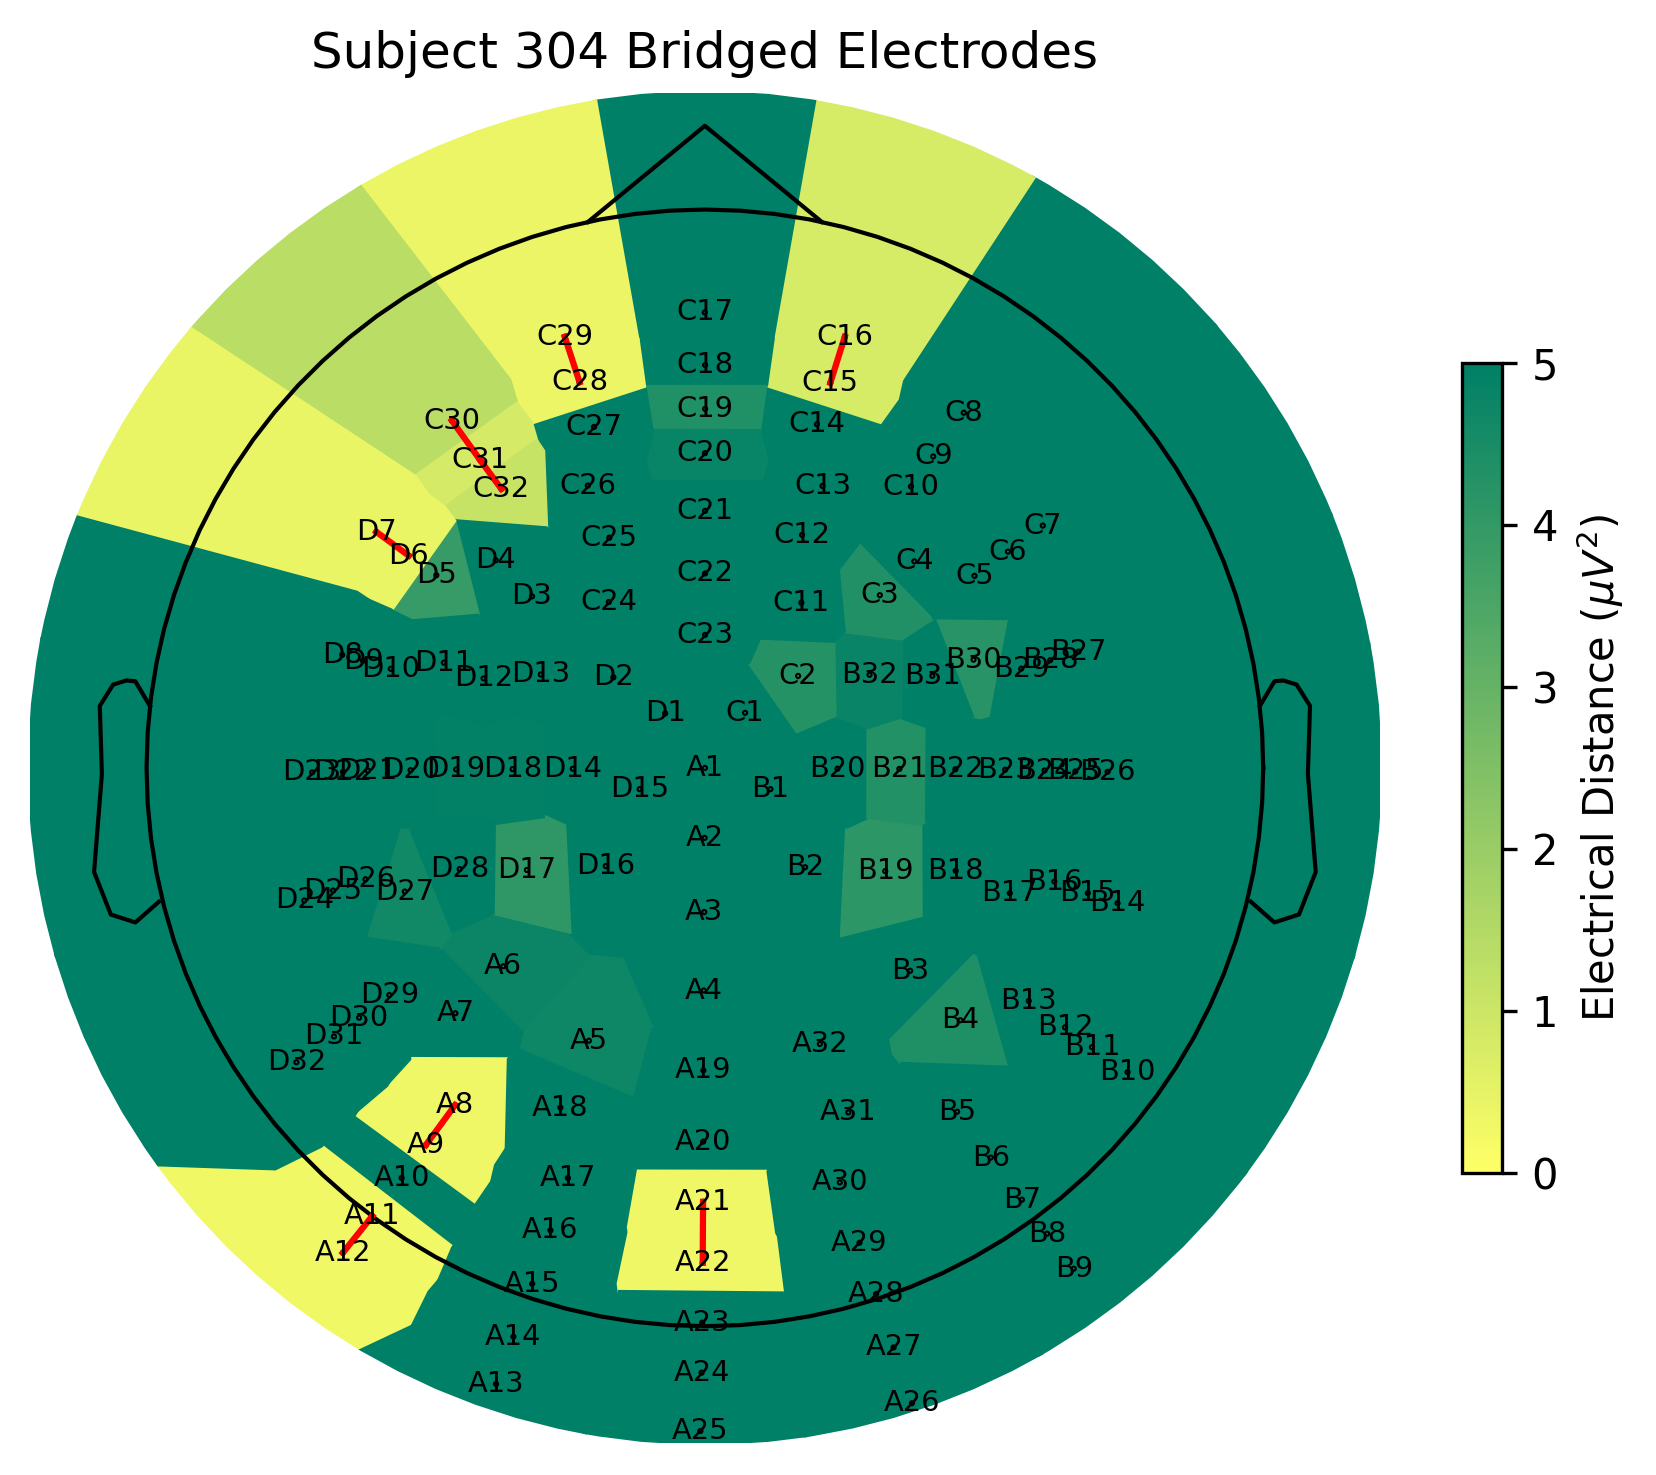 Subject 304 Bridged Electrodes
C17
C29 C16
C18
C28 C15
C19 C8
C30 C27 C14
C20 C9
C31
C32 C26 C13 C10
C21
D7 C25 C12 C7
D6 D4 C4 C6
D5 C22 C5
D3 C24 C11 C3
C23
D8 D9 D10 D11 D12 D13 D2 C2 B32 B31 B30 B29 B28 B27
D1 C1
D23 D22 D21 D20 D19 D18 D14 A1 B20 B21 B22 B23 B24 B25 B26
D15 B1
A2
D24 D25 D26 D27 D28 D17 D16 B2 B19 B18 B17 B16 B15 B14
A3
A6 B3
D29 A4 B13
D30 A7 B4 B12
D31 A5 A32 B11
D32 A19 B10
A8 A18 A31 B5
A9 A20 B6
A10 A17 A30
A11 A21 B7
A12 A16 A22 A29 B8
A15 A28 B9
A14 A23 A27
A13 A24 A26
A25
5
4
3
2
1
0
Electrical Distance (μV²)